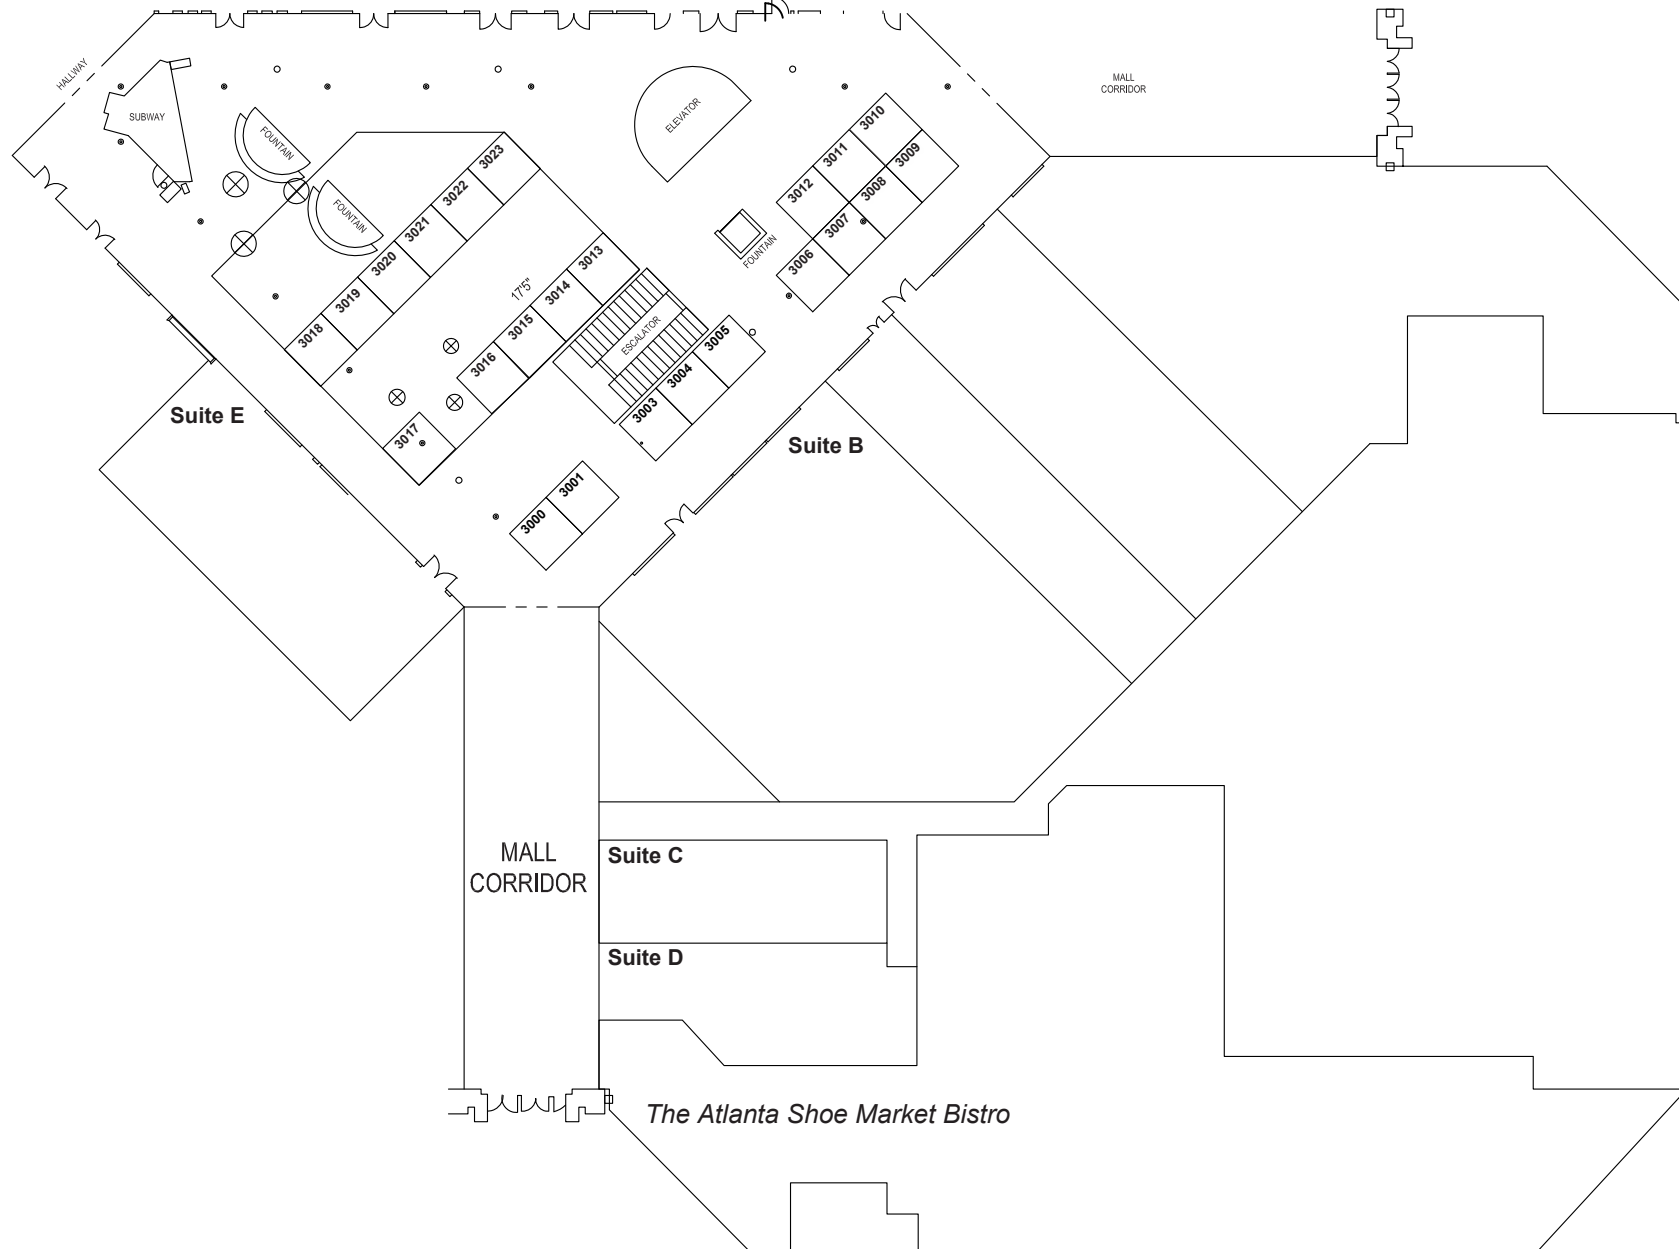 HALLWAY
SUBWAY
FOUNTAIN
FOUNTAIN
ELEVATOR
MALL
CORRIDOR
3010
3011
3009
3012
3008
3007
3006
FOUNTAIN
3023
3022
3021
3020
3019
3018
3013
17'5"
3014
3015
3016
3017
ESCALATOR
3005
3004
3003
3001
3000
Suite E
Suite B
MALL
CORRIDOR
Suite C
Suite D
The Atlanta Shoe Market Bistro